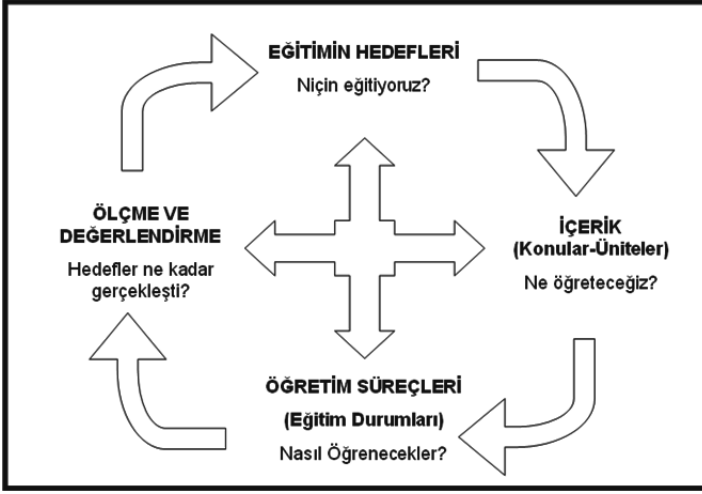 EĞİTİMİN HEDEFLERİ
Niçin eğitiyoruz?
İÇERİK
(Konular-Üniteler)
Ne öğreteceğiz?
ÖĞRETİM SÜREÇLERİ
(Eğitim Durumları)
Nasıl Öğrenecekler?
ÖLÇME VE
DEĞERLENDİRME
Hedefler ne kadar
gerçekleşti?